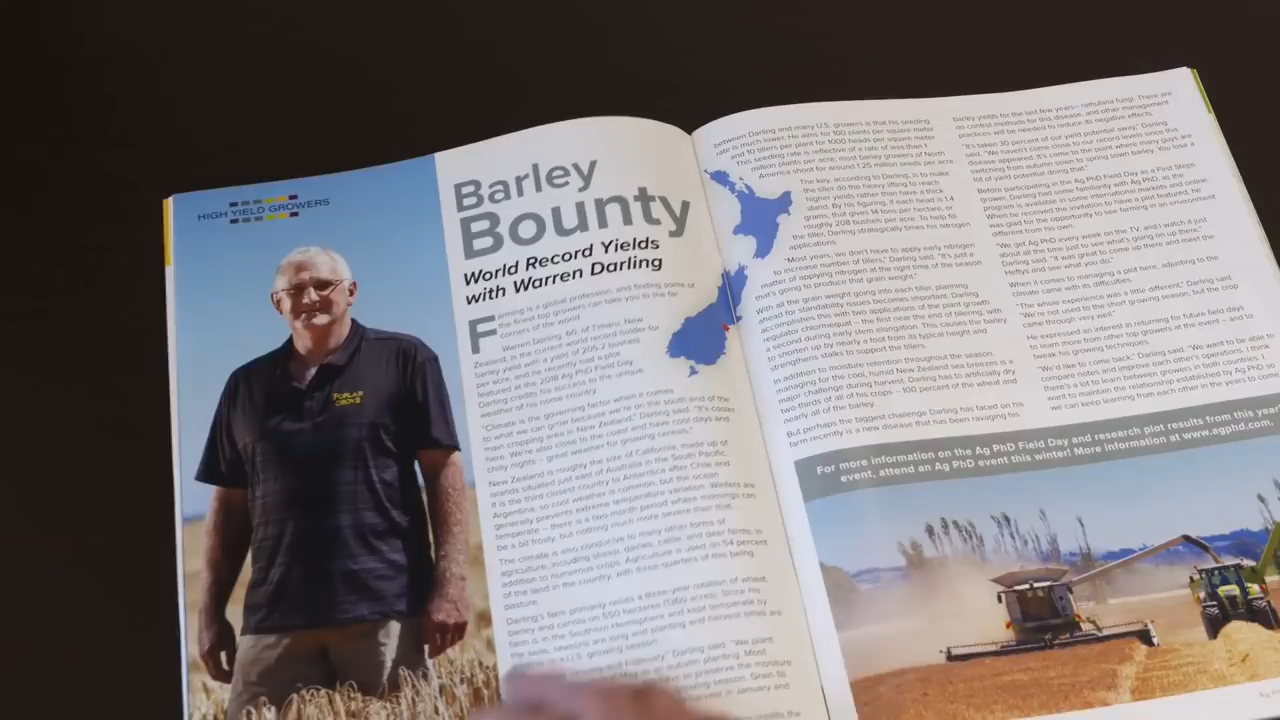 HIGH YIELD GROWERS
POPLAR
GROVE
Barley
Bounty
World Record Yields
with Warren Darling
Farming is a global profession, and finding some of
the finest top growers can take you to the far
corners of the world.
Warren Darling, 60, of Timaru, New
Zealand, is the current world record holder for
barley yield with a yield of 205.2 bushels
per acre, and he recently had a plot
featured at the 2018 Ag PhD Field Day.
Darling credits his success to the unique
weather of his home country.
"Climate is the governing factor when it comes
to what we can grow because we're on the south end of the
main cropping area in New Zealand," Darling said. "It's cooler
here. We're also close to the coast and have cool days and
chilly nights – great weather for growing cereals."
New Zealand is roughly the size of California, made up of
islands situated just east of Australia in the South Pacific.
It is the third closest country to Antarctica after Chile and
Argentina, so cool weather is common, but the ocean
generally prevents extreme temperature variation. Winters are
temperate – there is a two-month period where mornings can
be a bit frosty, but nothing much more severe than that.
The climate is also conducive to many other forms of
agriculture, including sheep, dairies, cattle, and deer farms, in
addition to numerous crops. Agriculture is used on 54 percent
of the land in the country, with three quarters of this being
pasture.
Darling's farm primarily raises a three-year rotation of wheat,
barley and canola on 550 hectares (1360 acres). Since his
farm is in the Southern Hemisphere and kept temperate by
the seas, seasons are long and planting and harvest times are
U.S. growing season.
Darling said. "We plant
autumn planting. Most
preserve the moisture
growing season. Grain fill
in January and
credits the
between Darling and many U.S. growers is that his seeding
rate is much lower. He aims for 100 plants per square meter
and 10 tillers per plant for 1000 heads per square meter.
This seeding rate is reflective of a rate of less than 1
million plants per acre; most barley growers of North
America shoot for around 1.25 million seeds per acre.
The key, according to Darling, is to make
the tiller do the heavy lifting to reach
higher yields rather than have a thick
stand. By his figuring, if each head is 1.4
grams, that gives 14 tons per hectare, or
roughly 208 bushels per acre. To help fill
the tiller, Darling strategically times his nitrogen
applications.
"Most years, we don't have to apply early nitrogen
to increase number of tillers," Darling said. "It's just a
matter of applying nitrogen at the right time of the season
that's going to produce that grain weight."
With all the grain weight going into each tiller, planning
ahead for standability issues becomes important. Darling
accomplishes this with two applications of the plant growth
regulator chlormequat – the first near the end of tillering, with
a second during early stem elongation. This causes the barley
to shorten up by nearly a foot from its typical height and
strengthens stalks to support the tillers.
In addition to moisture retention throughout the season,
managing for the cool, humid New Zealand sea breezes is a
major challenge during harvest. Darling has to artificially dry
two-thirds of all of his crops – 100 percent of the wheat and
nearly all of the barley.
But perhaps the biggest challenge Darling has faced on his
farm recently is a new disease that has been ravaging his
barley yields for the last few years– ramularia fungi. There are
no control methods for this disease, and other management
practices will be needed to reduce its negative effects.
"It's taken 30 percent of our yield potential away," Darling
said. "We haven't come close to our record levels since this
disease appeared. It's come to the point where many guys are
switching from autumn sown to spring sown barley. You lose a
lot of yield potential doing that."
Before participating in the Ag PhD Field Day as a First Steps
grower, Darling had some familiarity with Ag PhD, as the
program is available in some international markets and online.
When he received the invitation to have a plot featured, he
was glad for the opportunity to see farming in an environment
different from his own.
"We get Ag PhD every week on the TV, and I watch it just
about all the time just to see what's going on up there,"
Darling said. "It was great to come up there and meet the
Heftys and see what you do."
When it comes to managing a plot here, adjusting to the
climate came with its difficulties.
"The whole experience was a little different," Darling said.
"We're not used to the short growing season, but the crop
came through very well."
He expressed an interest in returning for future field days
to learn more from other top growers at the event – and to
tweak his growing techniques.
"We'd like to come back," Darling said. "We want to be able to
compare notes and improve each other's operations. I think
there's a lot to learn between growers in both countries. I
want to maintain the relationship established by Ag PhD so
we can keep learning from each other in the years to come
For more information on the Ag PhD Field Day and research plot results from this year
event, attend an Ag PhD event this winter! More information at www.agphd.com.